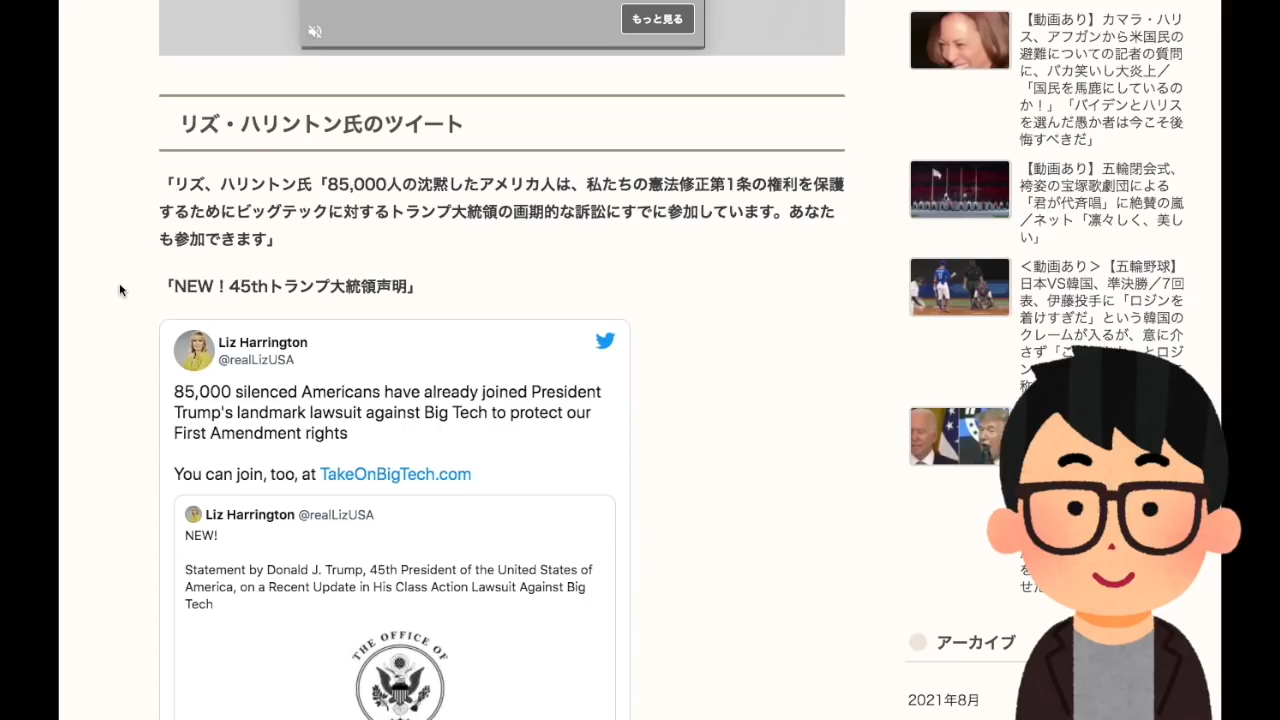 もっと見る
リズ・ハリントン氏のツイート
「リズ、ハリントン氏「85,000人の沈黙したアメリカ人は、私たちの憲法修正第1条の権利を保護
するためにビッグテックに対するトランプ大統領の画期的な訴訟にすでに参加しています。あなた
も参加できます」
「NEW！45thトランプ大統領声明」
Liz Harrington
@realLizUSA
85,000 silenced Americans have already joined President
Trump's landmark lawsuit against Big Tech to protect our
First Amendment rights
You can join, too, at TakeOnBigTech.com
Liz Harrington @realLizUSA
NEW!
Statement by Donald J. Trump, 45th President of the United States of
America, on a Recent Update in His Class Action Lawsuit Against Big
Tech
THE OFFICE OF
【動画あり】カマラ・ハリ
ス、アフガンから米国民の
避難についての記者の質問
に、バカ笑いし大炎上／
「国民を馬鹿にしているの
か！」「バイデンとハリス
を選んだ愚か者は今こそ後
悔すべきだ」
【動画あり】五輪閉会式、
袴姿の宝塚歌劇団による
「君が代斉唱」に絶賛の嵐
／ネット「凛々しく、美し
い」
＜動画あり＞【五輪野球】
日本VS韓国、準決勝／7回
表、伊藤投手に「ロジンを
着けすぎだ」という韓国の
クレームが入るが、意に介
さず「こ
とロジ
ン
称
を
せた
アーカイブ
2021年8月